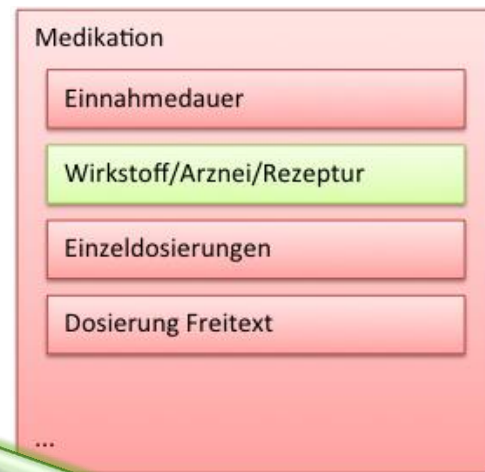 Medikation
Einnahmedauer
Wirkstoff/Arznei/Rezeptur
Einzeldosierungen
Dosierung Freitext
...